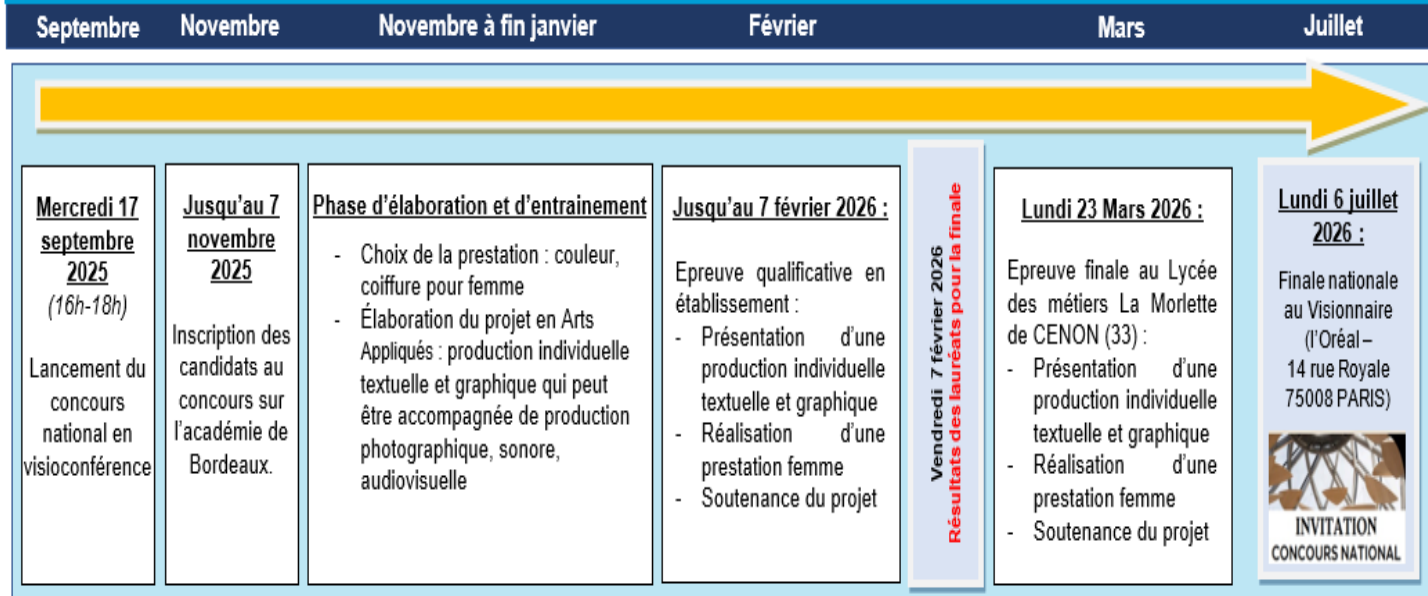 Septembre
Novembre
Novembre à fin janvier
Février
Mars
Juillet
Mercredi 17
septembre
2025
(16h-18h)
Lancement du
concours
national en
visioconférence
Jusqu’au 7
novembre
2025
Inscription des
candidats au
concours sur
l’académie de
Bordeaux.
Phase d’élaboration et d’entrainement
- Choix de la prestation : couleur,
coiffure pour femme
- Élaboration du projet en Arts
Appliqués : production individuelle
textuelle et graphique qui peut
être accompagnée de production
photographique, sonore,
audiovisuelle
Jusqu’au 7 février 2026 :
Epreuve qualificative en
établissement :
- Présentation d’une
production individuelle
textuelle et graphique
- Réalisation d’une
prestation femme
- Soutenance du projet
Vendredi 7 février 2026
Résultats des lauréats pour la finale
Lundi 23 Mars 2026 :
Epreuve finale au Lycée
des métiers La Morlette
de CENON (33) :
- Présentation d’une
production individuelle
textuelle et graphique
- Réalisation d’une
prestation femme
- Soutenance du projet
Lundi 6 juillet
2026 :
Finale nationale
au Visionnaire
(l’Oréal –
14 rue Royale
75008 PARIS)
INVITATION
CONCOURS NATIONAL